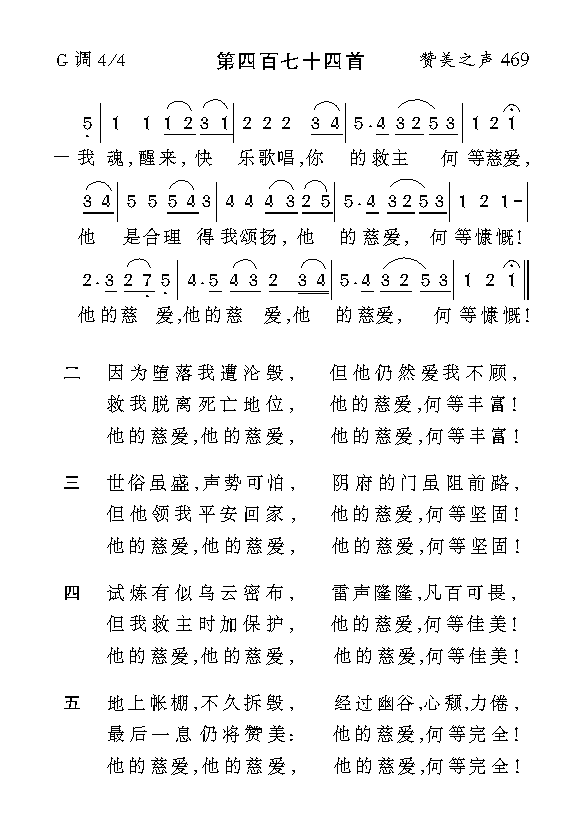 G 调 4/4 第四百七十四首 赞美之声 469
5 | 1 1 1 2 3 1 | 2 2 2 3 4 | 5 · 4 3 2 5 3 | 1 2 1
一 我 魂,醒来, 快 乐歌唱,你 的救主 何 等慈爱,
3 4 | 5 5 5 4 3 | 4 4 4 3 2 5 | 5 · 4 3 2 5 3 | 1 2 1 - |
他 是合理 得我颂扬, 他 的慈爱, 何等慷慨!
2 · 3 2 7 5 | 4 · 5 4 3 2 3 4 | 5 · 4 3 2 5 3 | 1 2 1 ‖
他的慈 爱,他的慈 爱,他 的慈爱, 何等慷慨!
二 因为堕落我遭沦毁, 但他仍然爱我不顾,
救我脱离死亡地位, 他的慈爱,何等丰富!
他的慈爱,他的慈爱, 他的慈爱,何等丰富!
三 世俗虽盛,声势可怕, 阴府的门虽阻前路,
但他领我平安回家, 他的慈爱,何等坚固!
他的慈爱,他的慈爱, 他的慈爱,何等坚固!
四 试炼有似乌云密布, 雷声隆隆,凡百可畏,
但我救主时加保护, 他的慈爱,何等佳美!
他的慈爱,他的慈爱, 他的慈爱,何等佳美!
五 地上帐棚,不久拆毁, 经过幽谷,心颓,力倦,
最后一息仍将赞美: 他的慈爱,何等完全!
他的慈爱,他的慈爱, 他的慈爱,何等完全!